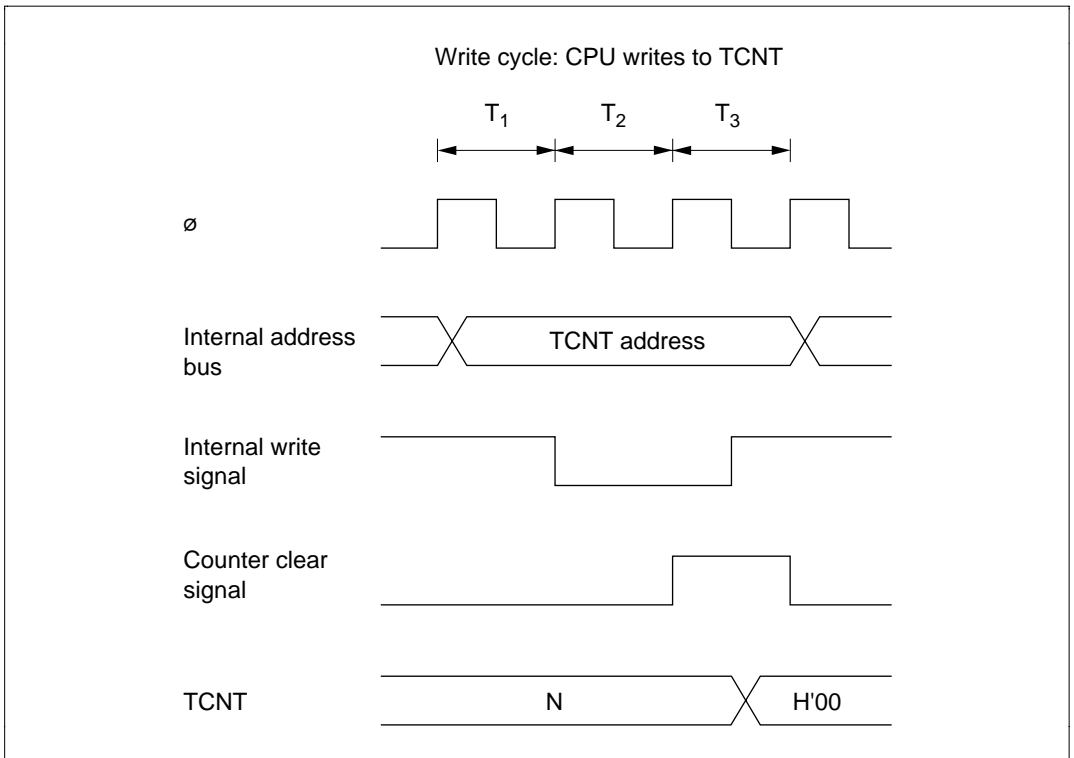 Write cycle: CPU writes to TCNT
T1 T2 T3
ø
Internal address
bus
TCNT address
Internal write
signal
Counter clear
signal
TCNT N H'00